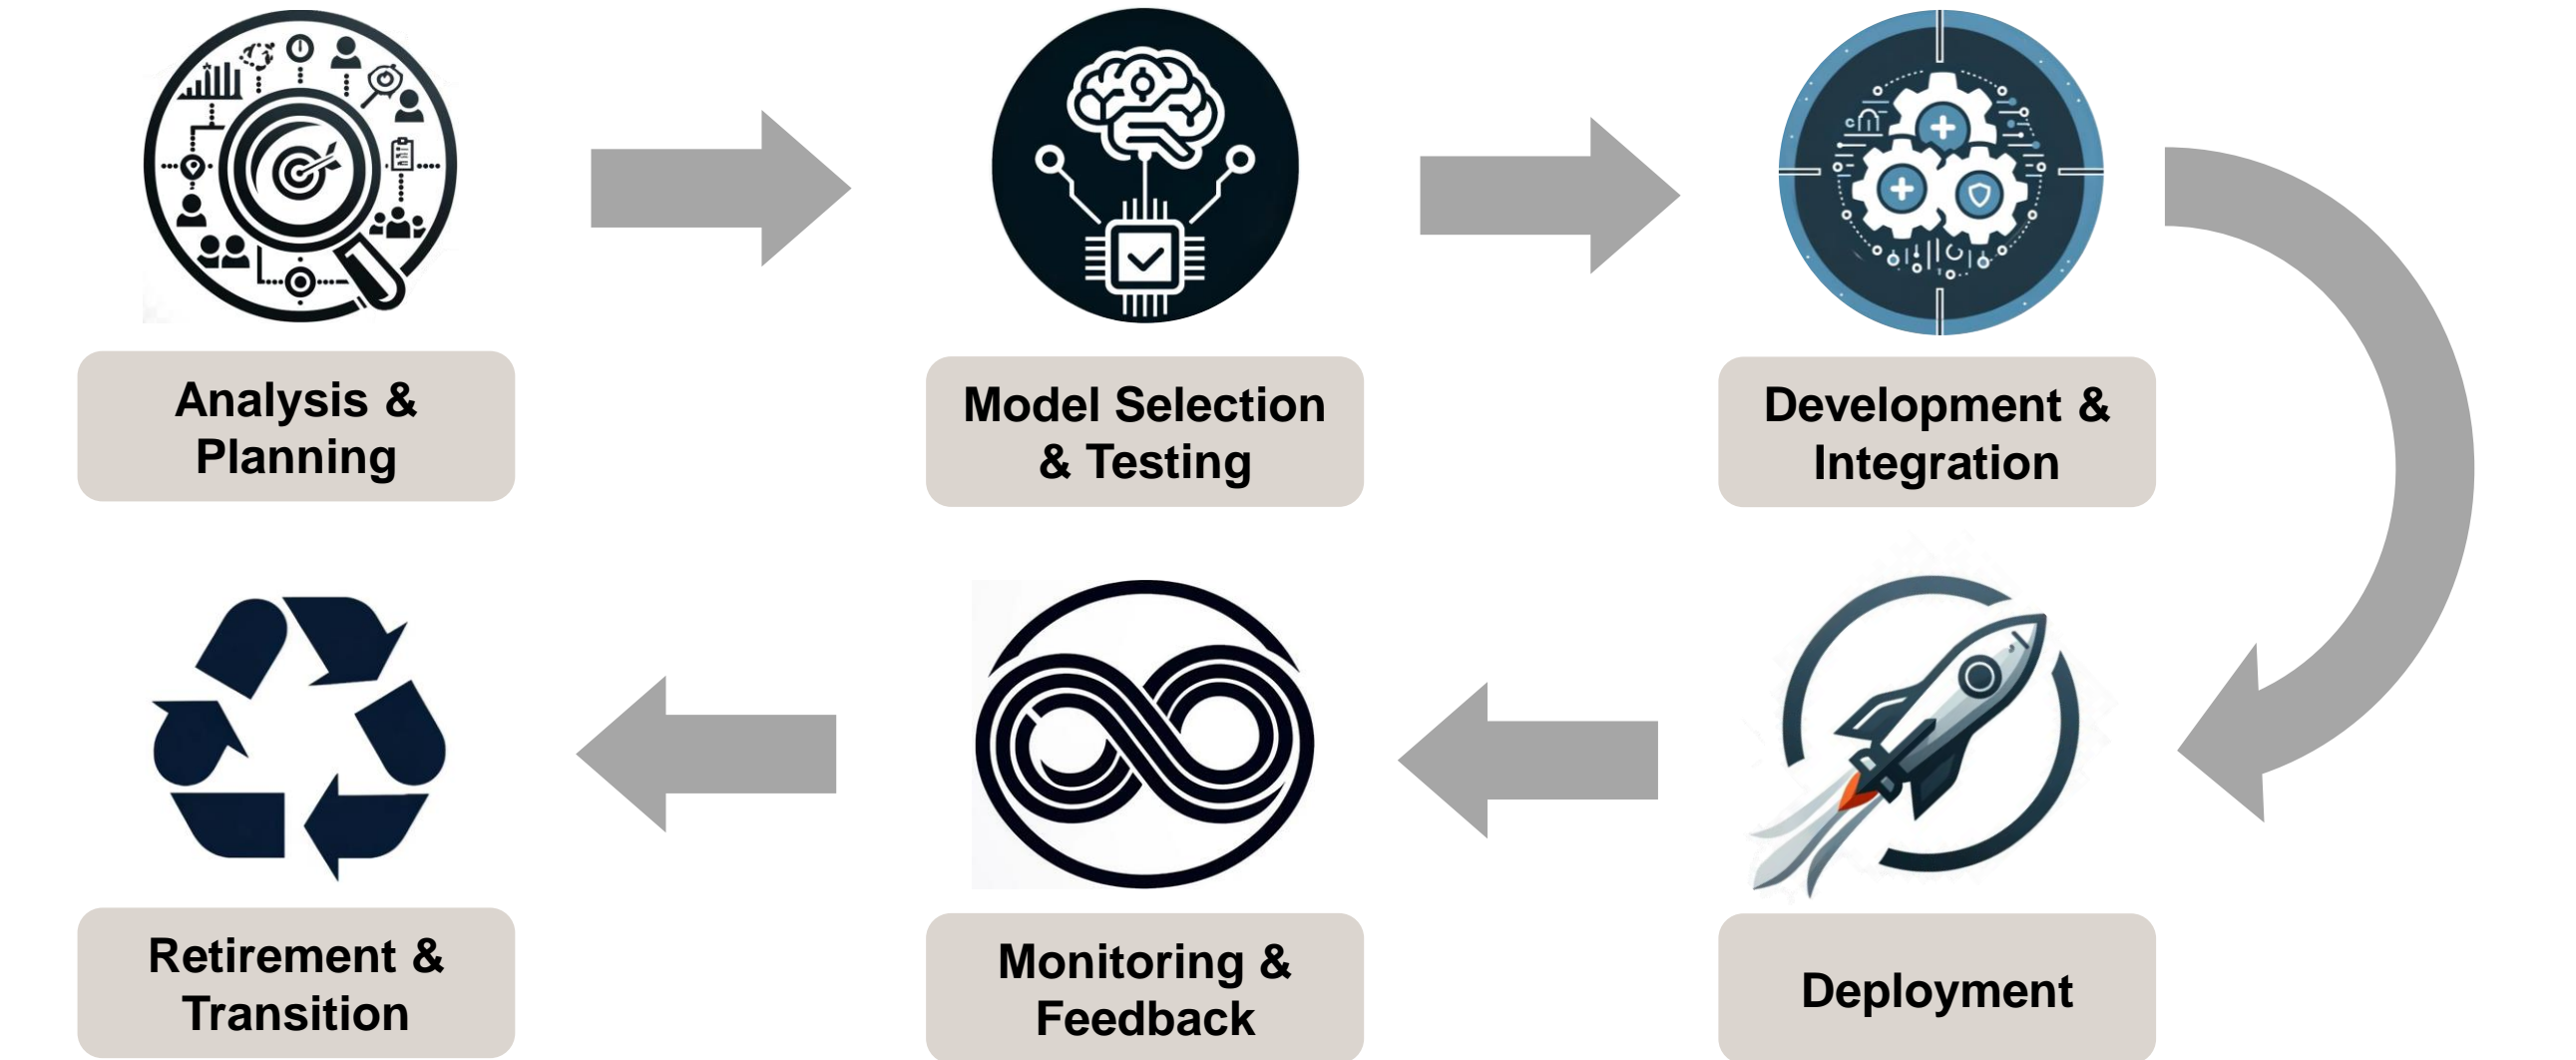 Analysis &
Planning
Model Selection
& Testing
Development &
Integration
Retirement &
Transition
Monitoring &
Feedback
Deployment